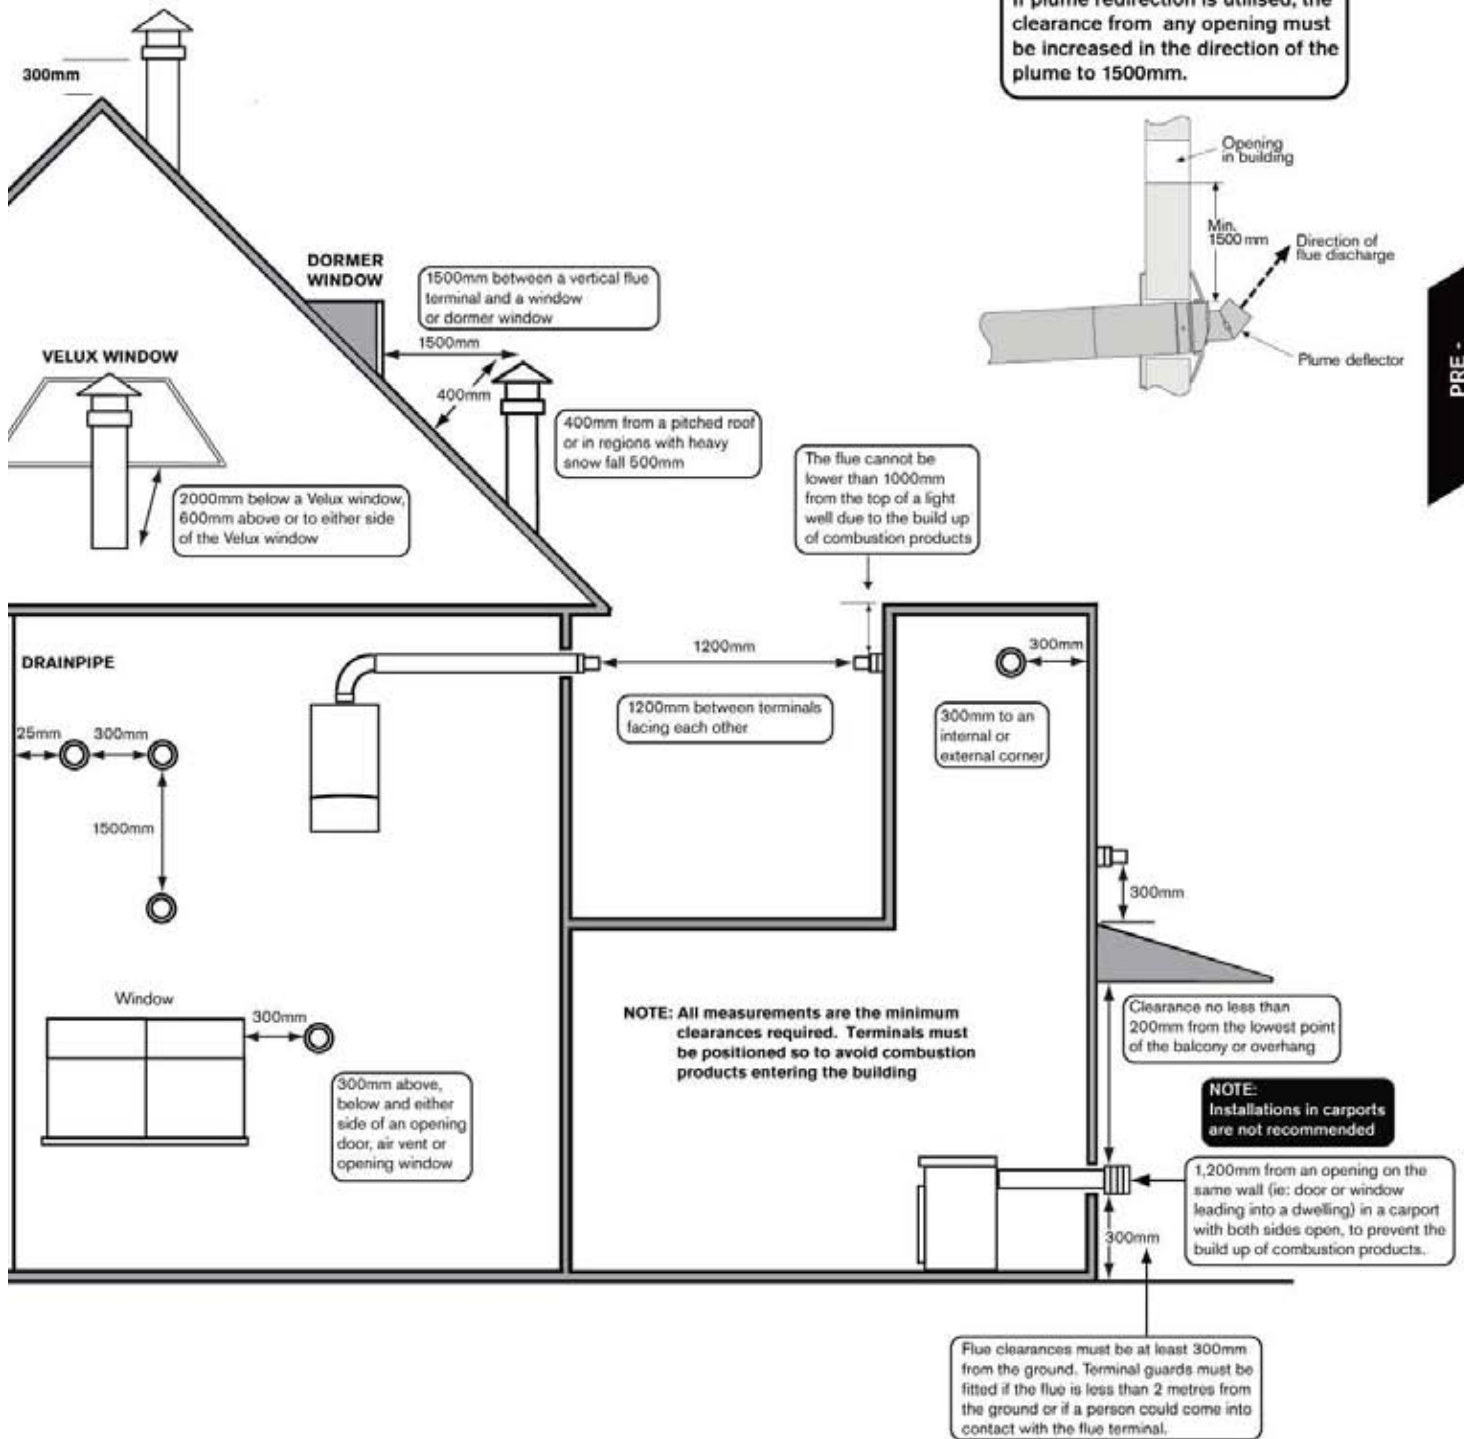 If plume redirection is utilised, the
clearance from any opening must
be increased in the direction of the
plume to 1500mm.
300mm
Opening
in building
Min.
1500 mm
Direction of
flue discharge
Plume deflector
PRE -
DORMER
WINDOW
1500mm between a vertical flue
terminal and a window
or dormer window
1500mm
VELUX WINDOW
400mm
400mm from a pitched roof
or in regions with heavy
snow fall 500mm
2000mm below a Velux window,
600mm above or to either side
of the Velux window
The flue cannot be
lower than 1000mm
from the top of a light
well due to the build up
of combustion products
DRAINPIPE
1200mm
300mm
1200mm between terminals
facing each other
300mm to an
internal or
external corner
25mm
300mm
1500mm
300mm
Window
300mm
300mm above,
below and either
side of an opening
door, air vent or
opening window
NOTE: All measurements are the minimum
clearances required. Terminals must
be positioned so to avoid combustion
products entering the building
Clearance no less than
200mm from the lowest point
of the balcony or overhang
NOTE:
Installations in carports
are not recommended
1,200mm from an opening on the
same wall (ie: door or window
leading into a dwelling) in a carport
with both sides open, to prevent the
build up of combustion products.
300mm
Flue clearances must be at least 300mm
from the ground. Terminal guards must be
fitted if the flue is less than 2 metres from
the ground or if a person could come into
contact with the flue terminal.